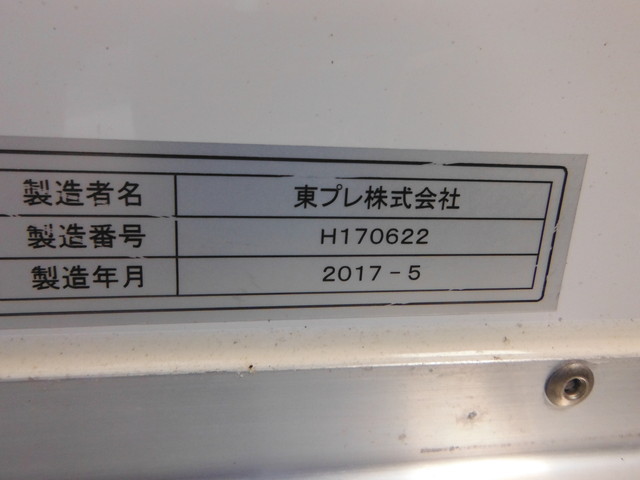 製造者名 東プレ株式会社
製造番号 H170622
製造年月 2017-5